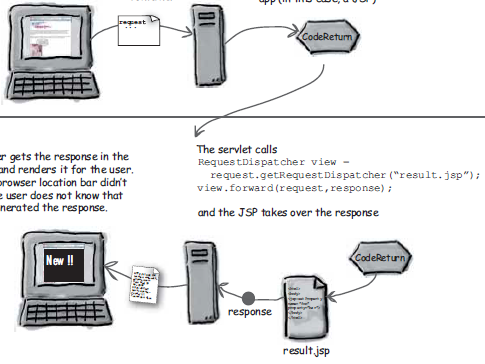 app (in this case, a JSP)
request
...
CodeReturn
er gets the response in the
and renders it for the user.
browser location bar didn't
e user does not know that
nerated the response.
The servlet calls
RequestDispatcher view —
request.getRequestDispatcher("result.jsp");
view.forward(request,response);
and the JSP takes over the response
New !!
CodeReturn
response
result.jsp